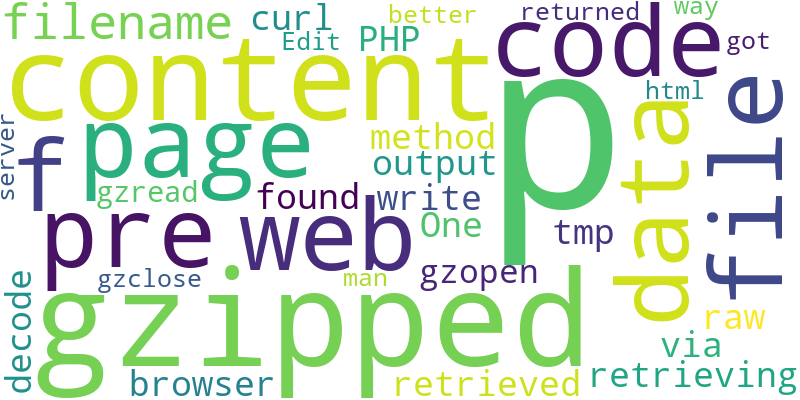 filename
curl
better
returned
way
Edit
PHP
code
got
content
p
html
server
f
page
method
data
file
output
gzread
found
write
pre
web
One
tmp
gzclose
man
gzopen
decode
gzipped
raw
via
browser
retrieved
retrieving